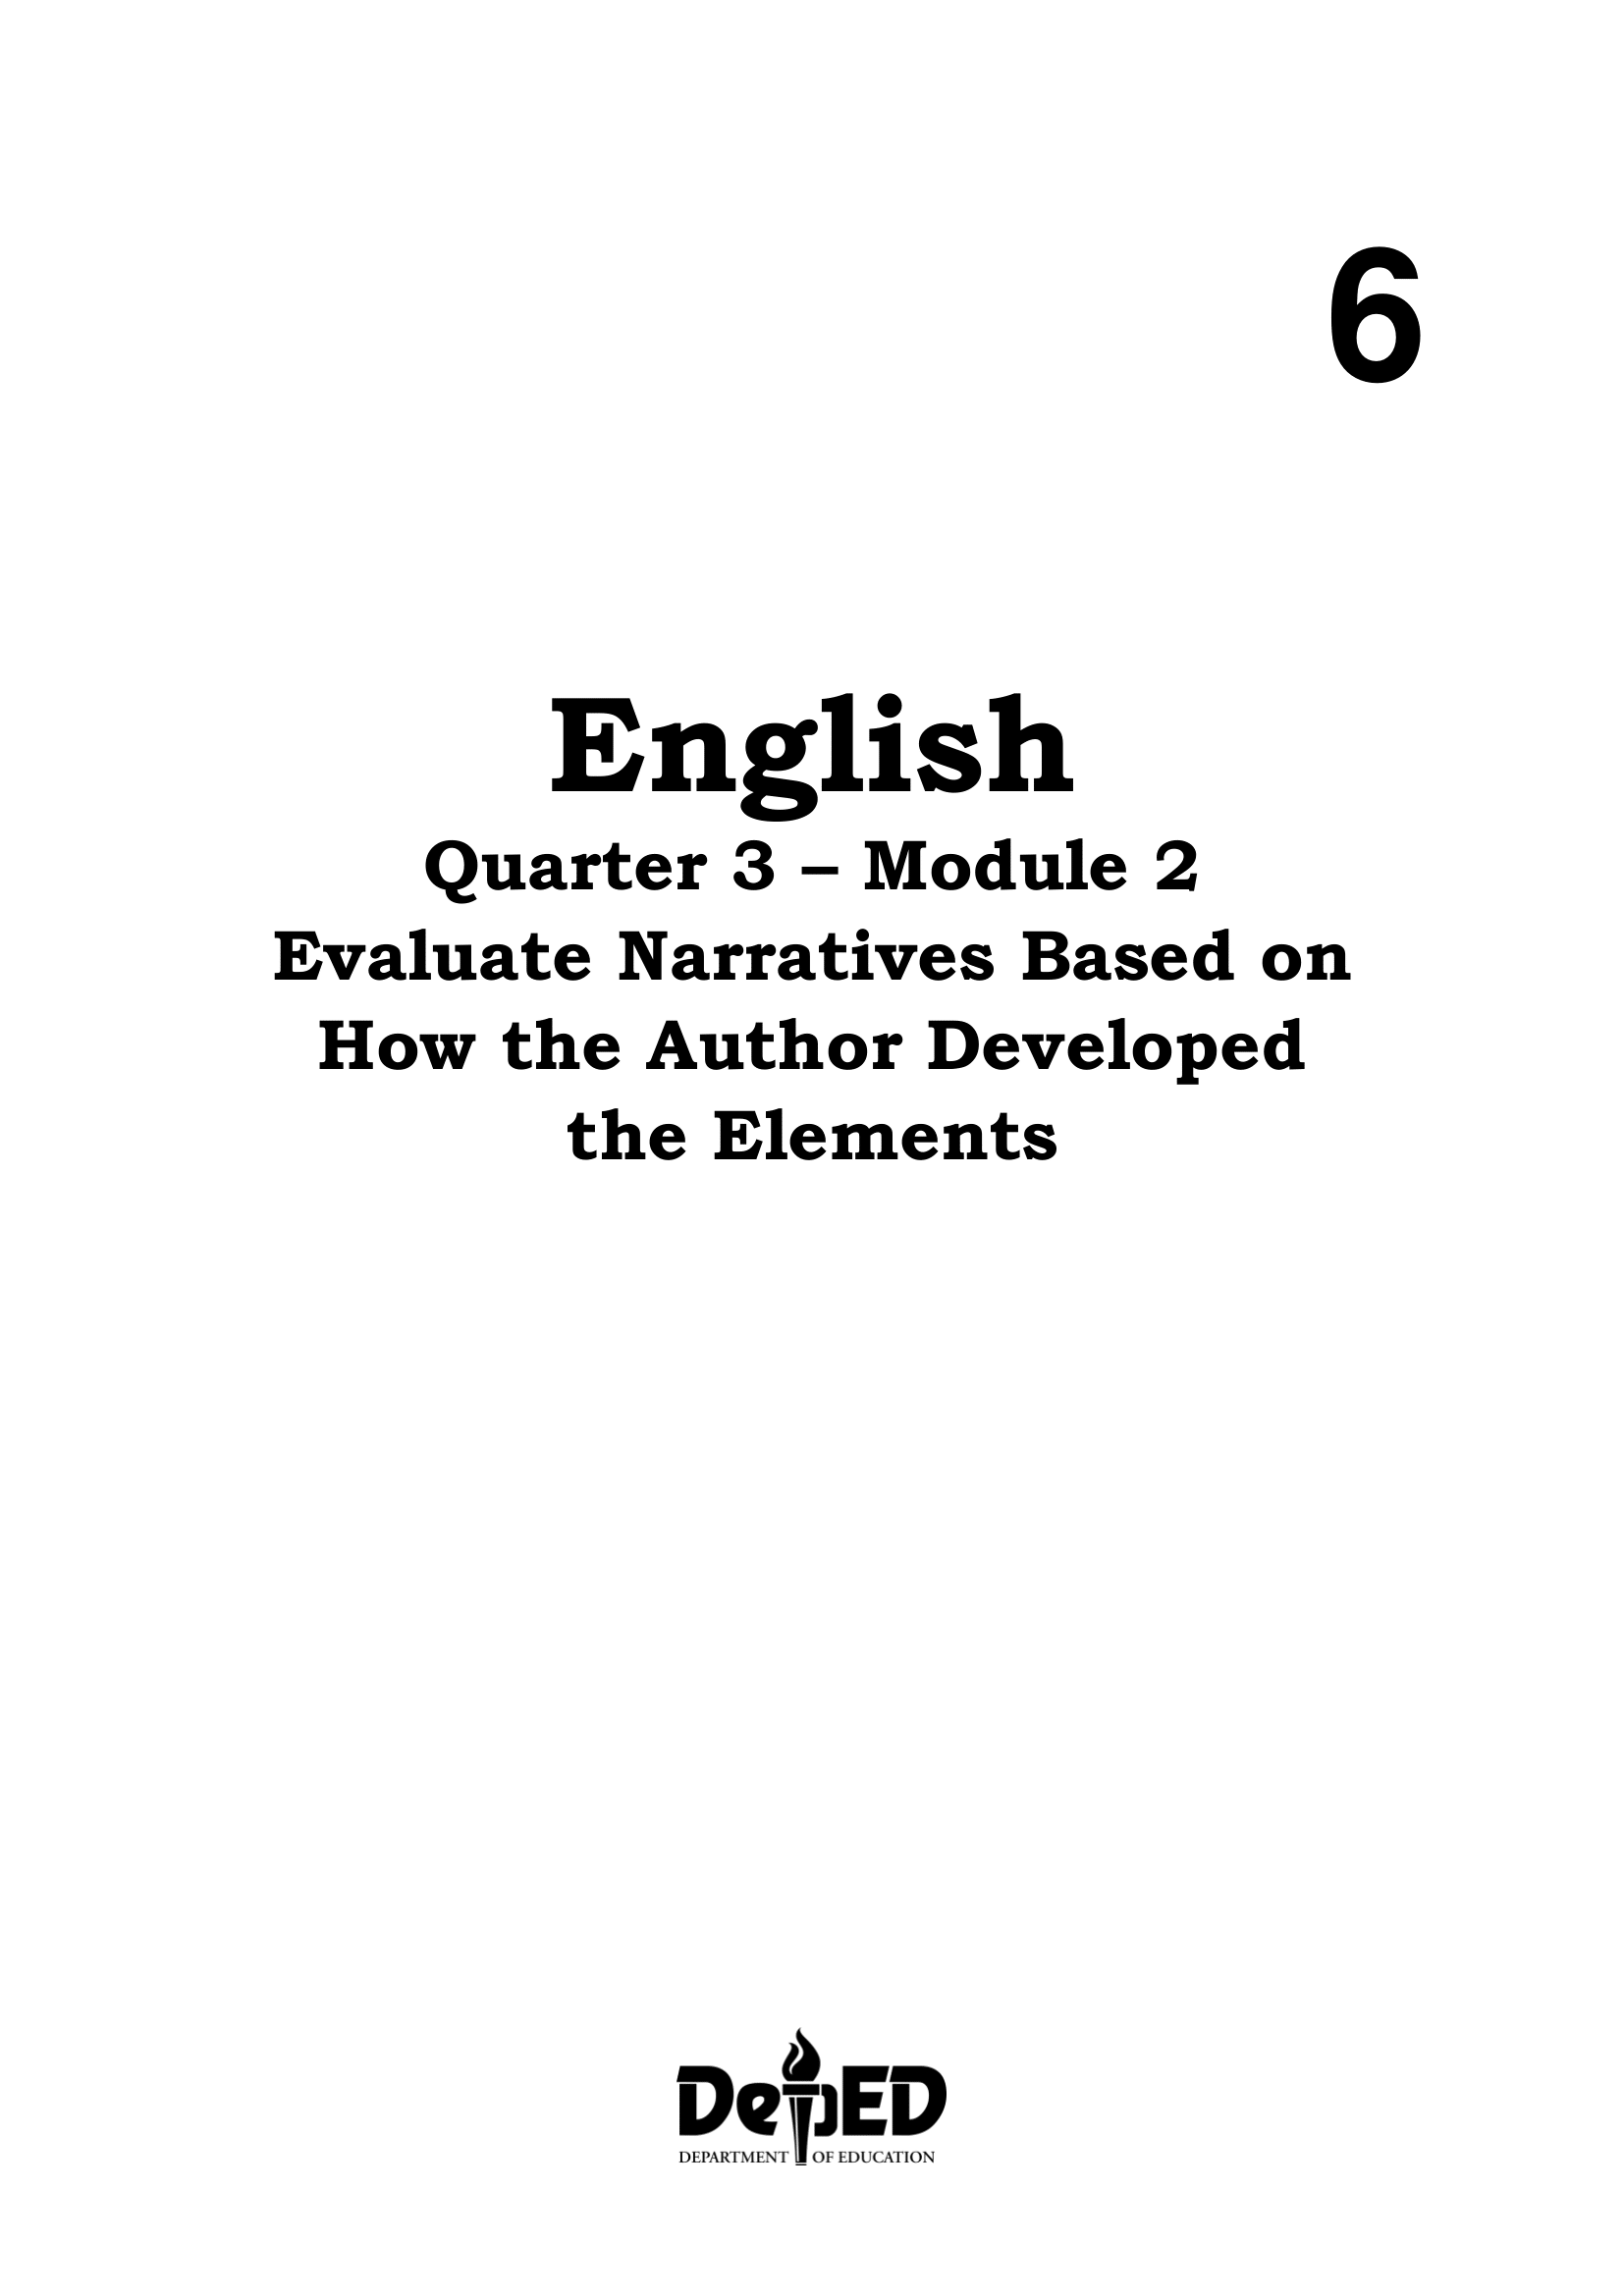 6
English
Quarter 3 – Module 2
Evaluate Narratives Based on
How the Author Developed
the Elements
DepED
DEPARTMENT OF EDUCATION